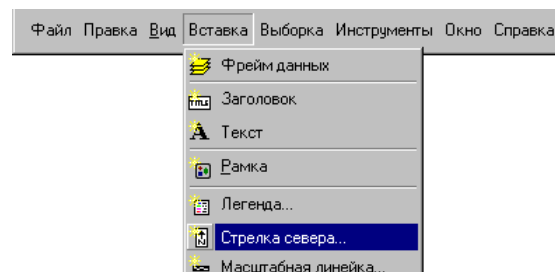 Файл Правка Вид Вставка Выборка Инструменты Окно Справка
Фрейм данных
Заголовок
Текст
Рамка
Легенда...
Стрелка севера...
Масштабная линейка...